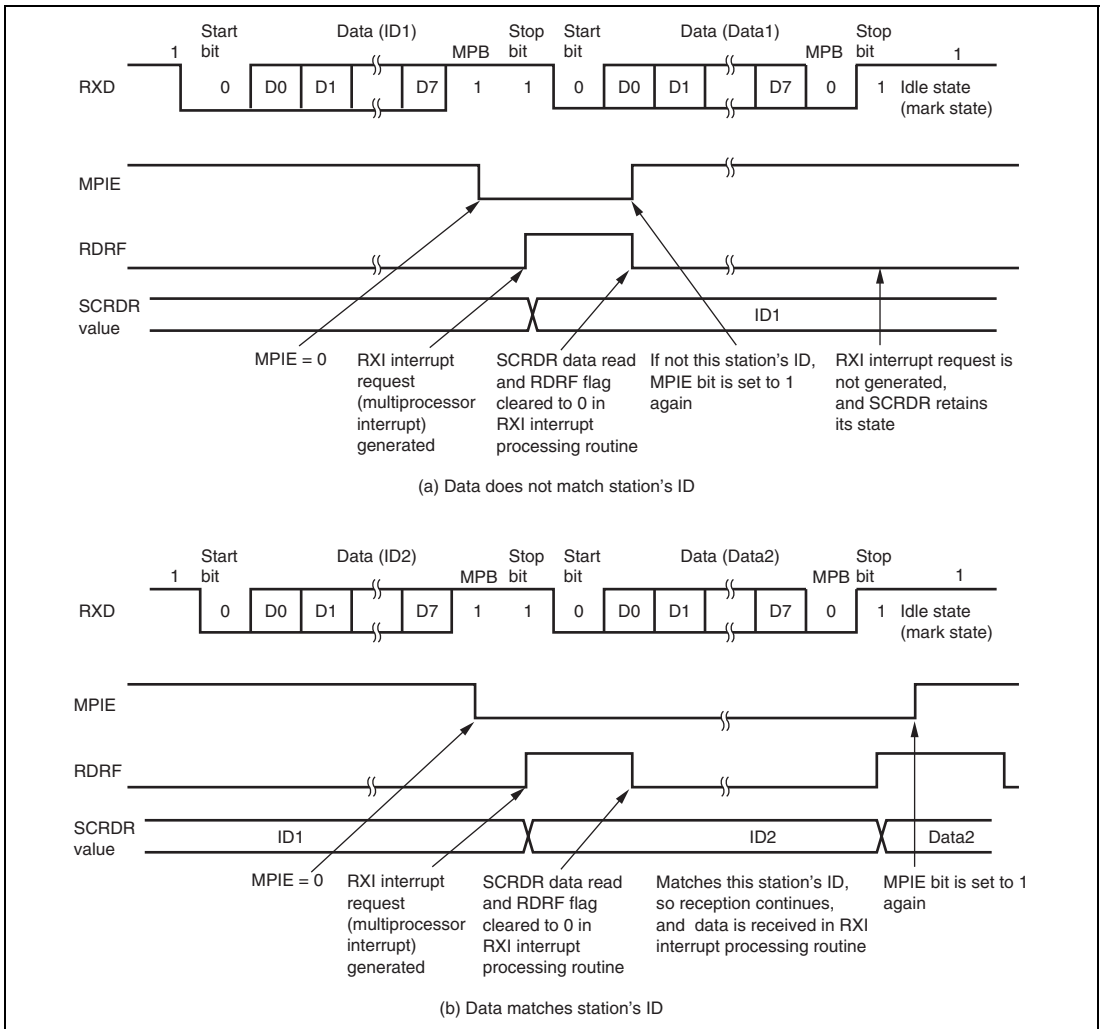 Start Data (ID1) Stop Start Data (Data1) Stop
1 bit MPB bit bit MPB bit 1
RXD 0 D0 D1 D7 1 1 0 D0 D1 D7 0 1 Idle state
(mark state)
MPIE
RDRF
SCRDR
value
ID1
MPIE = 0
RXI interrupt
request
(multiprocessor
interrupt)
generated
SCRDR data read
and RDRF flag
cleared to 0 in
RXI interrupt
processing routine
If not this station's ID,
MPIE bit is set to 1
again
RXI interrupt request is
not generated,
and SCRDR retains
its state
(a) Data does not match station's ID
Start Data (ID2) Stop Start Data (Data2) Stop
1 bit MPB bit bit MPB bit 1
RXD 0 D0 D1 D7 1 1 0 D0 D1 D7 0 1 Idle state
(mark state)
MPIE
RDRF
SCRDR
value
ID1 ID2 Data2
MPIE = 0
RXI interrupt
request
(multiprocessor
interrupt)
generated
SCRDR data read
and RDRF flag
cleared to 0 in
RXI interrupt
processing routine
Matches this station's ID,
so reception continues,
and data is received in RXI
interrupt processing routine
MPIE bit is set to 1
again
(b) Data matches station's ID